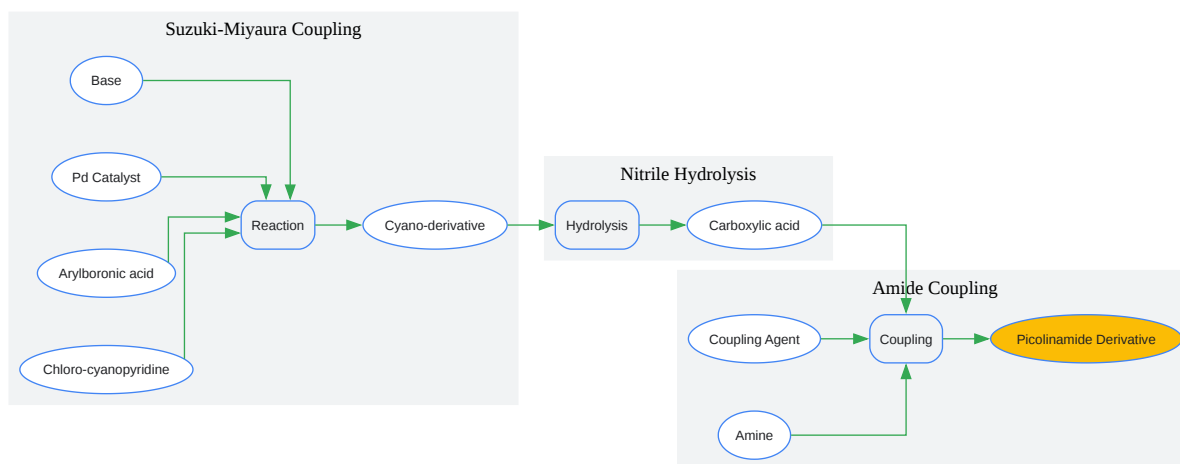 Suzuki-Miyaura Coupling
Base
Pd Catalyst
Arylboronic acid
Chloro-cyanopyridine
Reaction
Cyano-derivative
Nitrile Hydrolysis
Hydrolysis
Carboxylic acid
Amide Coupling
Coupling Agent
Amine
Coupling
Picolinamide Derivative